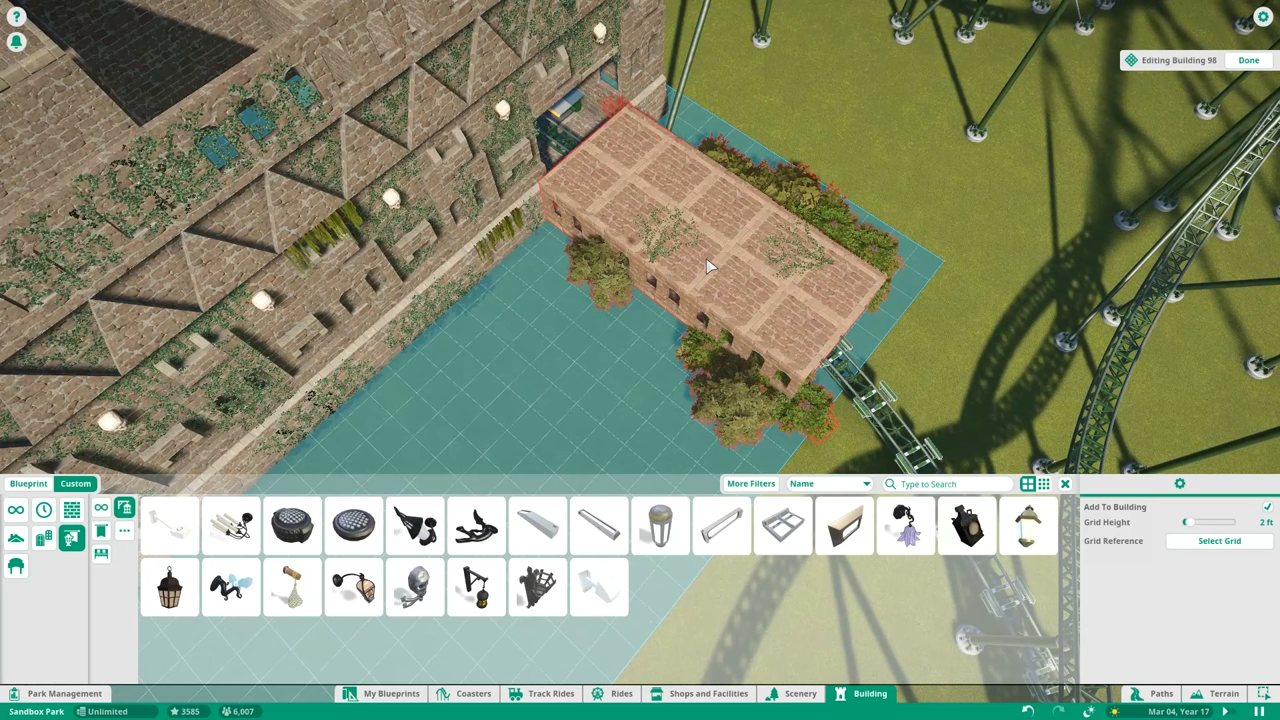 ?
Editing Building 98 Done
Blueprint Custom More Filters Name Type to Search
Add To Building
Grid Height 2 ft
Grid Reference Select Grid
Park Management My Blueprints Coasters Track Rides Rides Shops and Facilities Scenery Building Paths Terrain
Sandbox Park Unlimited 3585 6,007 Mar 04, Year 17